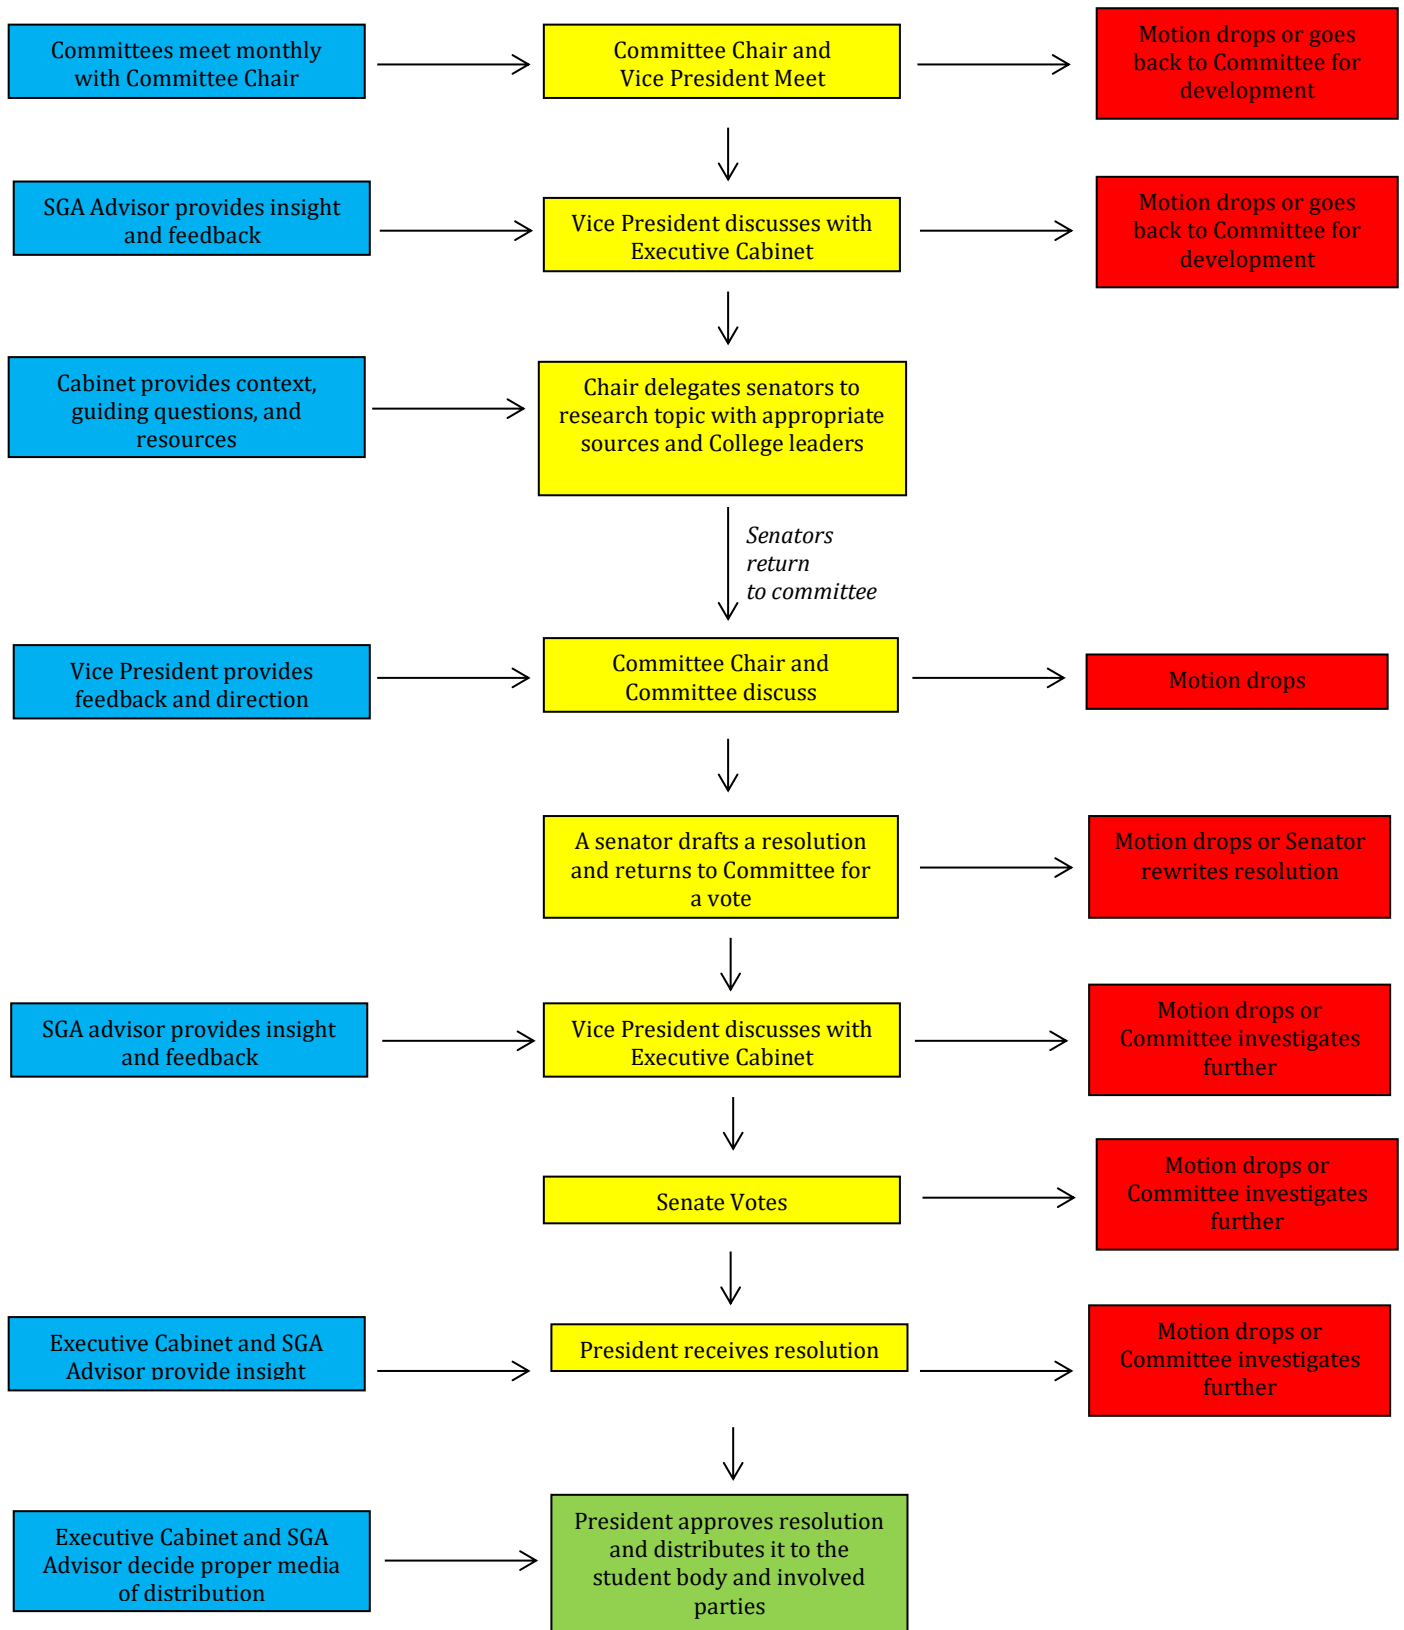 Committees meet monthly
with Committee Chair
Committee Chair and
Vice President Meet
Motion drops or goes
back to Committee for
development
SGA Advisor provides insight
and feedback
Vice President discusses with
Executive Cabinet
Motion drops or goes
back to Committee for
development
Cabinet provides context,
guiding questions, and
resources
Chair delegates senators to
research topic with appropriate
sources and College leaders
Senators
return
to committee
Vice President provides
feedback and direction
Committee Chair and
Committee discuss
Motion drops
A senator drafts a resolution
and returns to Committee for
a vote
Motion drops or Senator
rewrites resolution
SGA advisor provides insight
and feedback
Vice President discusses with
Executive Cabinet
Motion drops or
Committee investigates
further
Senate Votes
Motion drops or
Committee investigates
further
Executive Cabinet and SGA
Advisor provide insight
President receives resolution
Motion drops or
Committee investigates
further
Executive Cabinet and SGA
Advisor decide proper media
of distribution
President approves resolution
and distributes it to the
student body and involved
parties